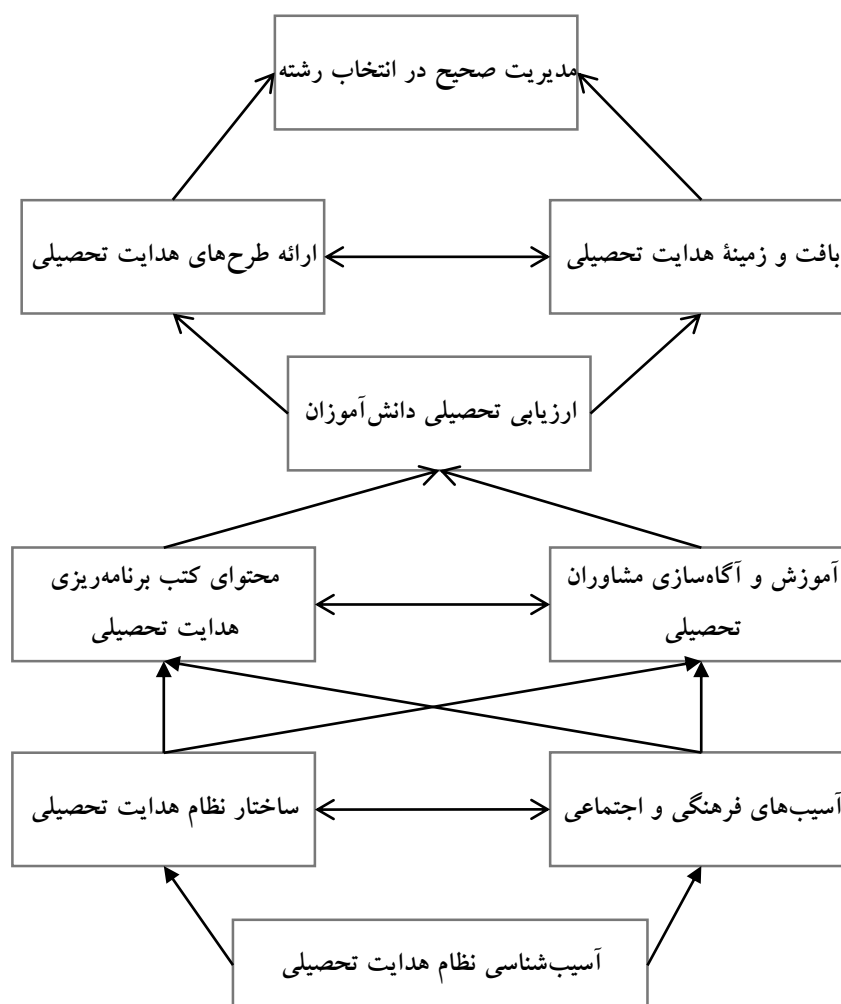 مدیریت صحیح در انتخاب رشته
بافت و زمینهٔ هدایت تحصیلی
ارائه طرح‌های هدایت تحصیلی
ارزیابی تحصیلی دانش‌آموزان
آموزش و آگاه‌سازی مشاوران
تحصیلی
محتوای کتب برنامه‌ریزی
هدایت تحصیلی
آسیب‌های فرهنگی و اجتماعی
ساختار نظام هدایت تحصیلی
آسیب‌شناسی نظام هدایت تحصیلی